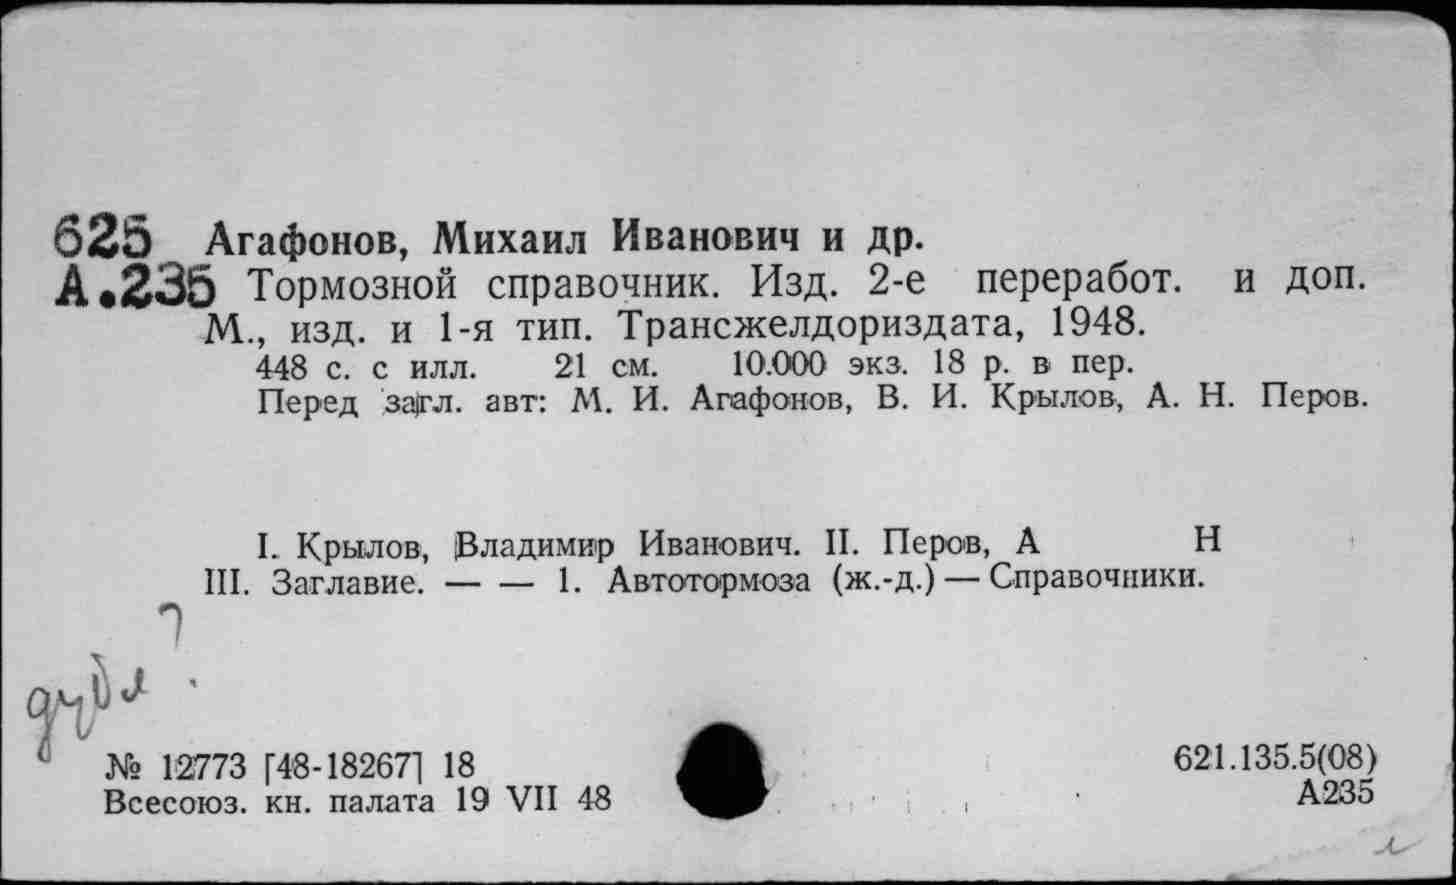 625 Агафонов, Михаил Иванович и др.
А.235 Тормозной справочник. Изд. 2-е переработ. и доп.
М., изд. и 1-я тип. Трансжелдориздата, 1948.
448 с. с илл. 21 см. 10.000 экз. 18 р. в пер.
Перед загл. авт: М. И. Агафонов, В. И. Крылов, А. Н. Перов.
I. Крылов, Владимир Иванович. II. Перов, А Н
III. Заглавие. — — 1. Автотормоза (ж.-д.) — Справочники.
№ 12773 [48-18267] 18
Всесоюз. кн. палата 19 VII 48
621.135.5(08)
А235